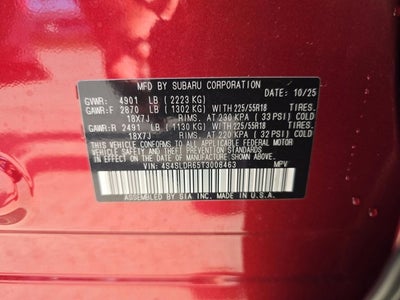 MFD BY SUBARU CORPORATION
DATE: 10/25
GVWR: 4901 LB (2223 KG)
GAWR:F 2870 LB (1302 KG) WITH 225/55R18 TIRES.
18X7J RIMS. AT 230 KPA ( 33 PSI) COLD
GAWR:R 2491 LB (1130 KG) WITH 225/55R18 TIRES.
18X7J RIMS. AT 220 KPA ( 32 PSI) COLD
THIS VEHICLE CONFORMS TO ALL APPLICABLE FEDERAL MOTOR
VEHICLE SAFETY AND THEFT PREVENTION STANDARDS
IN EFFECT ON THE DATE OF MANUFACTURE SHOWN ABOVE.
VEHICLE IDENT. NO. 4S4SLDR65T3008463 MPV
ASSEMBLED BY SIA INC. MADE IN U.S.A.